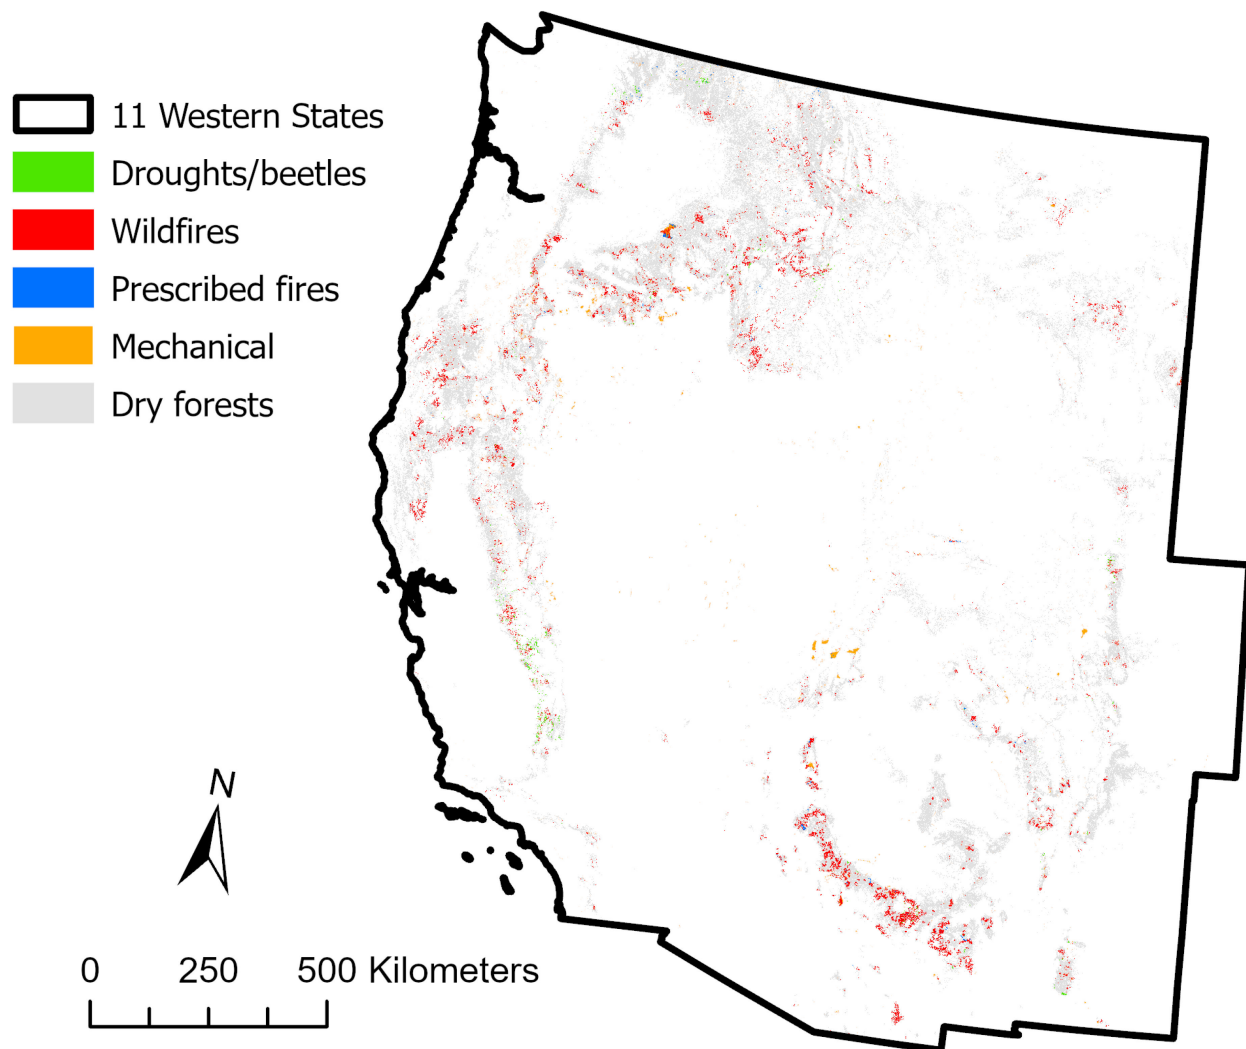 11 Western States
Droughts/beetles
Wildfires
Prescribed fires
Mechanical
Dry forests
N
0 250 500 Kilometers